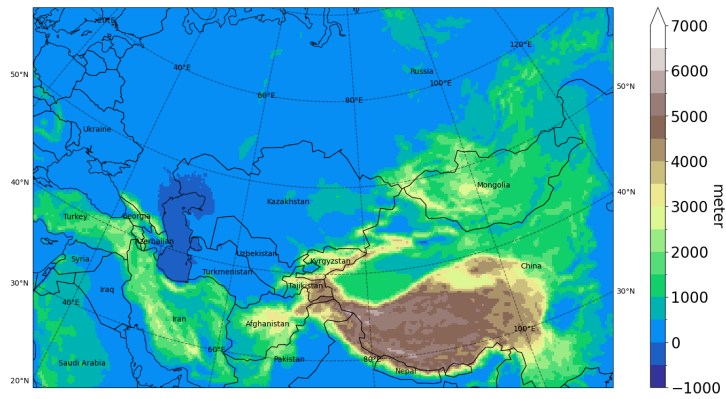 20°E
120°E
40°E
Russia
50°N
100°E
50°N
60°E
80°E
Ukraine
40°N
Mongolia
40°N
Kazakhstan
Turkey
Georgia
Azerbaijan
Uzbekistan
Syria
Kyrgyzstan
China
Turkmenistan
30°N
Iraq
Tajikistan
30°N
40°E
Iran
Afghanistan
100°E
60°E
Pakistan
80°E
Saudi Arabia
Nepal
20°N
7000
6000
5000
4000
3000
2000
1000
0
−1000
meter